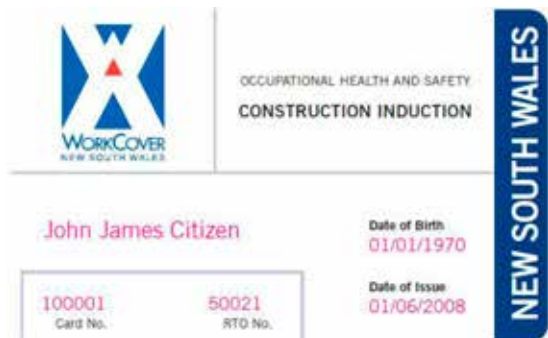 WORKCOVER
NEW SOUTH WALES
OCCUPATIONAL HEALTH AND SAFETY
CONSTRUCTION INDUCTION
NEW SOUTH WALES
John James Citizen
Date of Birth
01/01/1970
Date of Issue
01/06/2008
100001
Card No.
50021
RTO No.